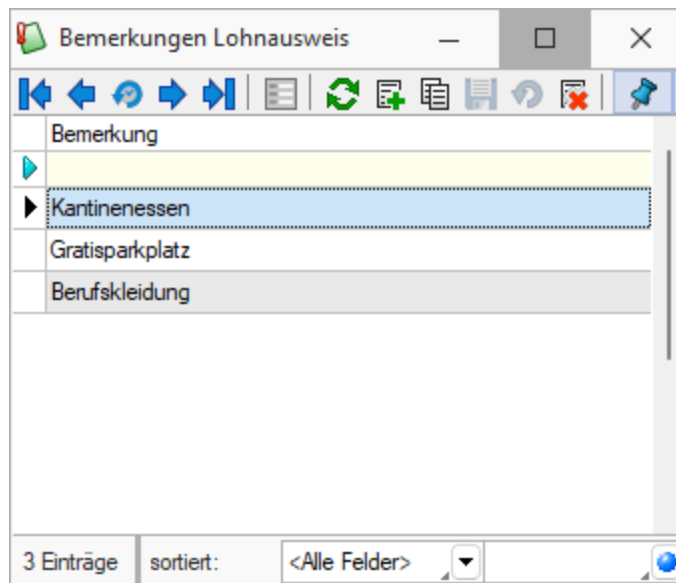 Bemerkungen Lohnausweis
Bemerkung
Kantinenessen
Gratisparkplatz
Berufskleidung
3 Einträge sortiert: <Alle Felder>